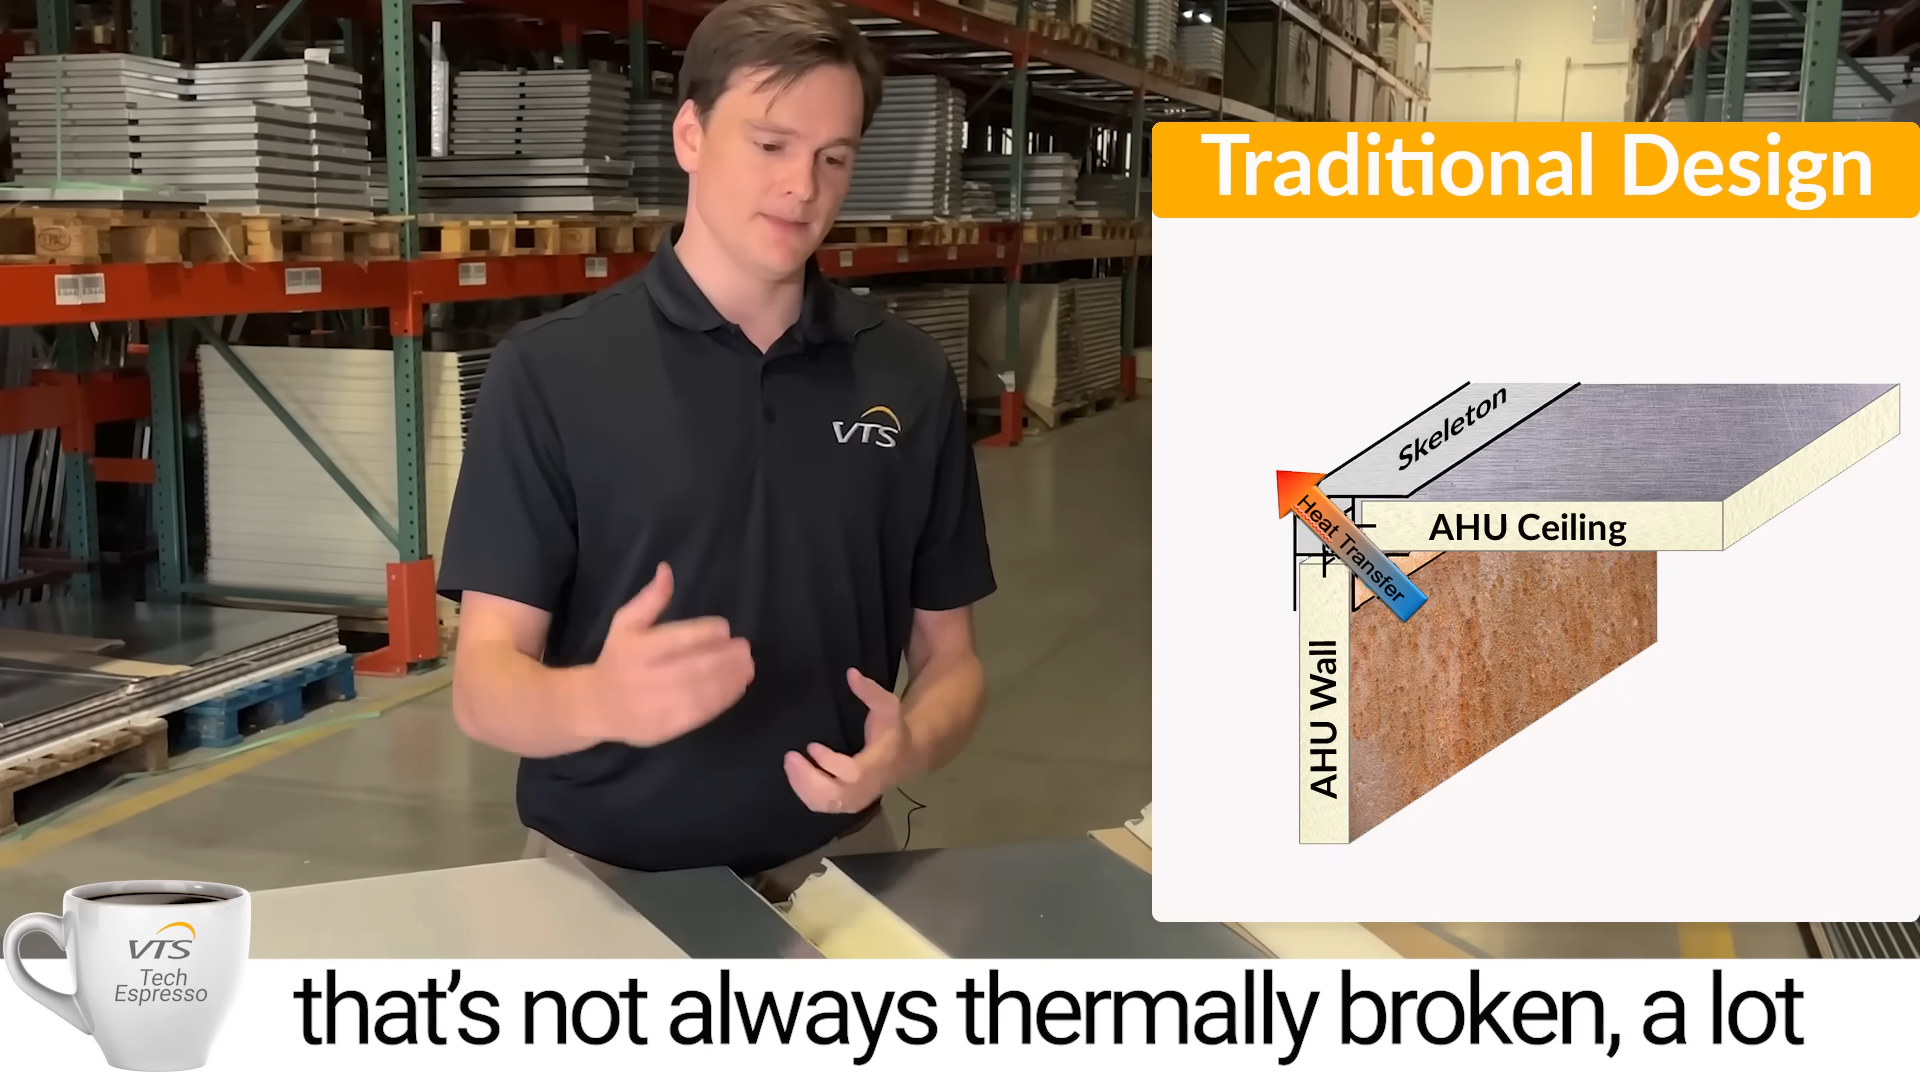 Traditional Design
VTS
Skeleton
Heat Transfer
AHU Ceiling
AHU Wall
VTS
Tech
Espresso
that's not always thermally broken, a lot